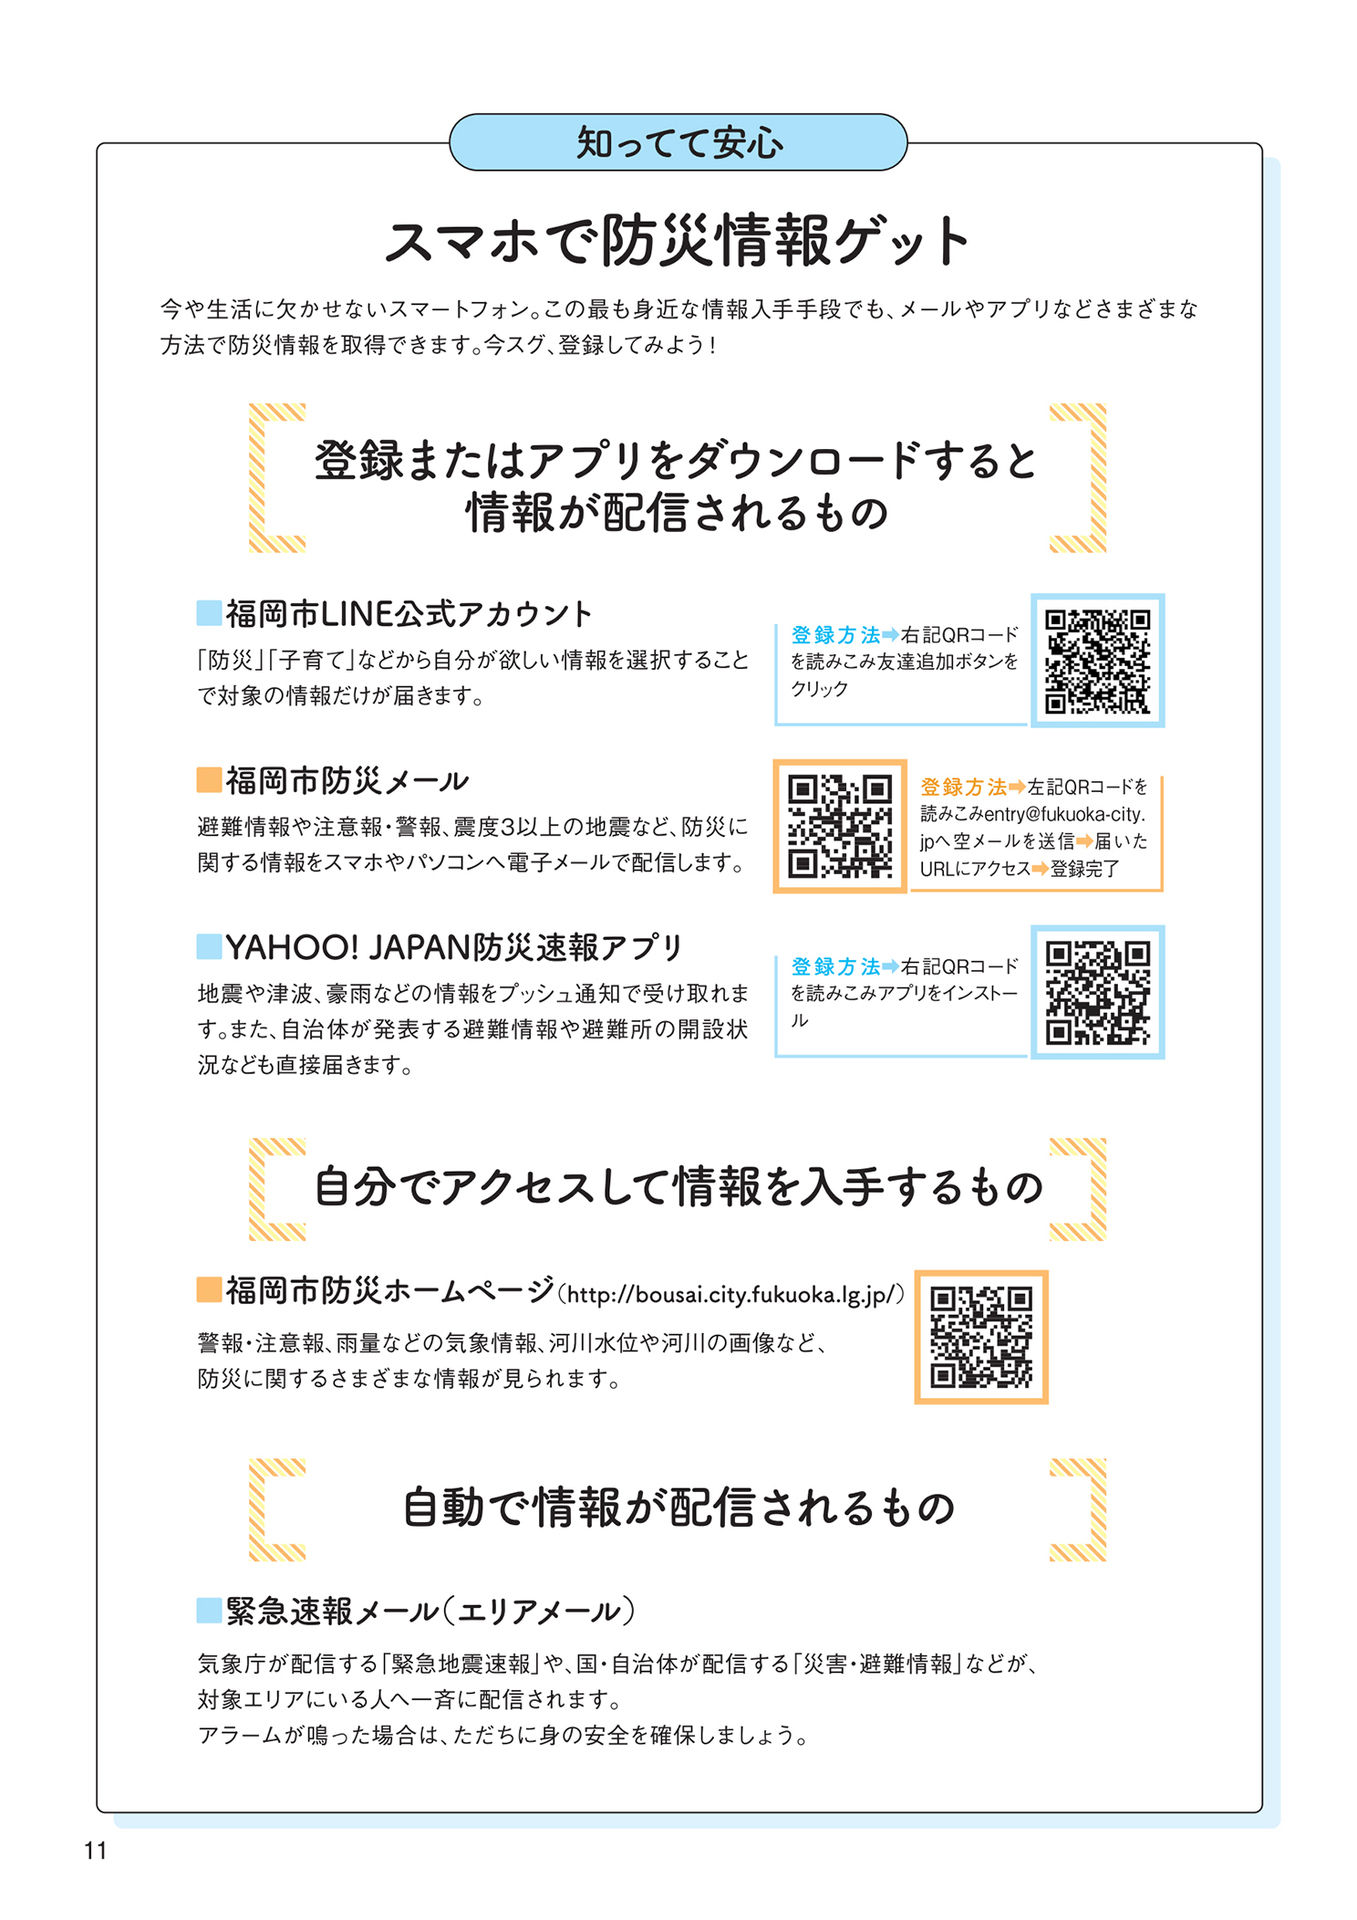 知ってて安心
スマホで防災情報ゲット
今や生活に欠かせないスマートフォン。この最も身近な情報入手手段でも、メールやアプリなどさまざまな
方法で防災情報を取得できます。今スグ、登録してみよう！
登録またはアプリをダウンロードすると
情報が配信されるもの
■福岡市LINE公式アカウント
「防災」「子育て」などから自分が欲しい情報を選択すること
で対象の情報だけが届きます。
登録方法➡右記QRコード
を読みこみ友達追加ボタンを
クリック
■福岡市防災メール
避難情報や注意報・警報、震度3以上の地震など、防災に
関する情報をスマホやパソコンへ電子メールで配信します。
登録方法➡左記QRコードを
読みこみentry@fukuoka-city.
jpへ空メールを送信➡届いた
URLにアクセス➡登録完了
■YAHOO! JAPAN防災速報アプリ
地震や津波、豪雨などの情報をプッシュ通知で受け取れま
す。また、自治体が発表する避難情報や避難所の開設状
況なども直接届きます。
登録方法➡右記QRコード
を読みこみアプリをインストー
ル
自分でアクセスして情報を入手するもの
■福岡市防災ホームページ（http://bousai.city.fukuoka.lg.jp/）
警報・注意報、雨量などの気象情報、河川水位や河川の画像など、
防災に関するさまざまな情報が見られます。
自動で情報が配信されるもの
■緊急速報メール（エリアメール）
気象庁が配信する「緊急地震速報」や、国・自治体が配信する「災害・避難情報」などが、
対象エリアにいる人へ一斉に配信されます。
アラームが鳴った場合は、ただちに身の安全を確保しましょう。
11